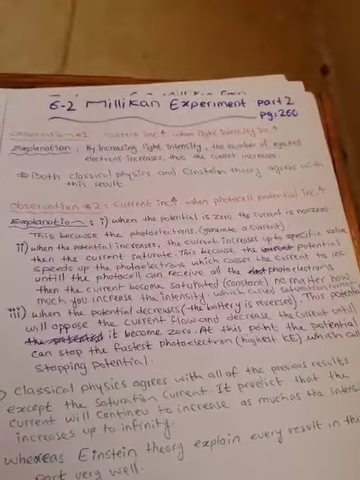 6-2 Millikan Experiment part 2
pg:260
observation #1 current inc↑ when light intensity inc↑
Explanation: By increasing light intensity, the number of ejected
electrons increases, thus the current increases
* Both classical physics and Einstein theory agree with
this result
observation #2: current inc↑ when photocell potential inc↑
Explanation: i) when the potential is zero the current is nonzero
This because the photoelectrons (generate a current)
ii) when the potential increases, the current increases up to specific value
then the current saturate. This because the potential
speeds up the photoelectrons which causes the current to inc
untill the photocell can receive all the photoelectrons
then the current become saturated (constant) no matter how
much you increase the intensity, which called
iii) when the potential decreases (the battery is reversed) This potential
will oppose the current flow and decrease the current until
it become zero. At this point the potential
can stop the fastest photoelectron (highest KE) which call
stopping Potential.
classical physics agrees with all of the previous results
except the saturation current. It predict that the
current will contineu to increase as much as the intens
increases up to infinity.
whereas Einstein theory explain every result in this
part very well.